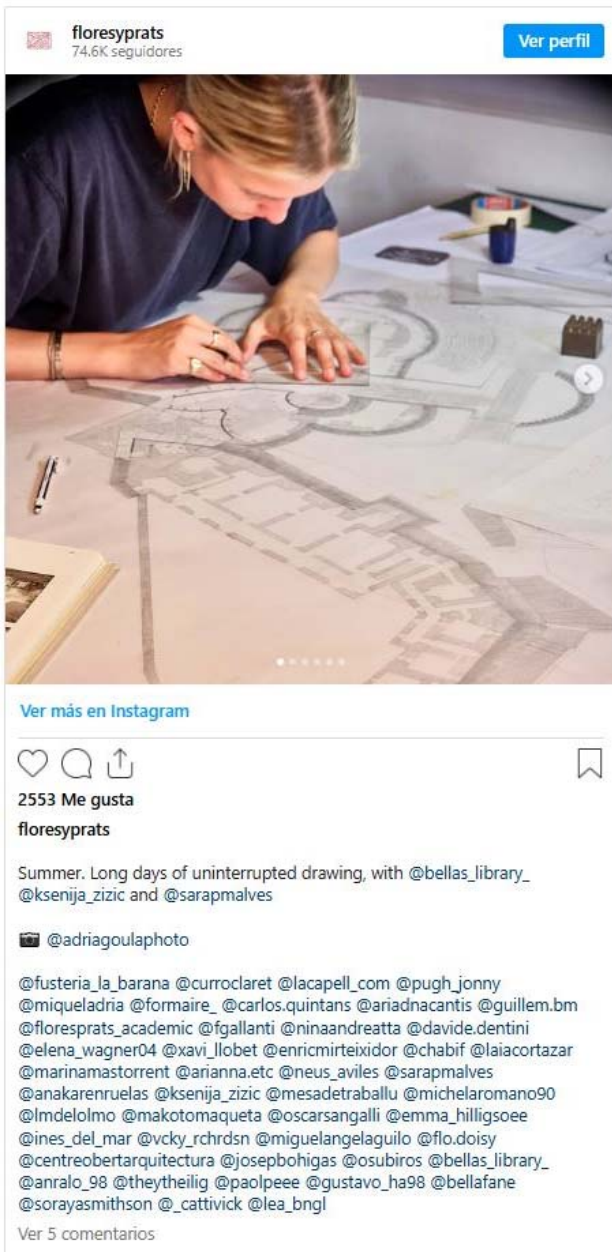 floresyprats
74.6K seguidores
Ver perfil
Ver más en Instagram
2553 Me gusta
floresyprats
Summer. Long days of uninterrupted drawing, with @bellas_library_
@ksenija_zizic and @sarapmalves
@adriagoulaphoto
@fusteria_la_barana @curroclaret @lacapell_com @pugh_jonny
@miqueladria @formaire_ @carlos.quintans @ariadnacantis @guillem.bm
@floresprats_academic @fgallanti @ninaandreatta @davide.dentini
@elena_wagner04 @xavi_llobet @enricmirteixidor @chabif @laiacortazar
@marinamastorrent @arianna.etc @neus_aviles @sarapmalves
@anakarenruelas @ksenija_zizic @mesadetraballu @michelaromano90
@lmdelolmo @makotomaqueta @oscarsangalli @emma_hilligsoee
@ines_del_mar @vcky_rchrdsn @miguelangelaguilo @flo.doisy
@centreobertarquitectura @josepbohigas @osubiros @bellas_library_
@anralo_98 @theytheilig @paolpeee @gustavo_ha98 @bellafane
@sorayasmithson @_cattivick @lea_bngl
Ver 5 comentarios